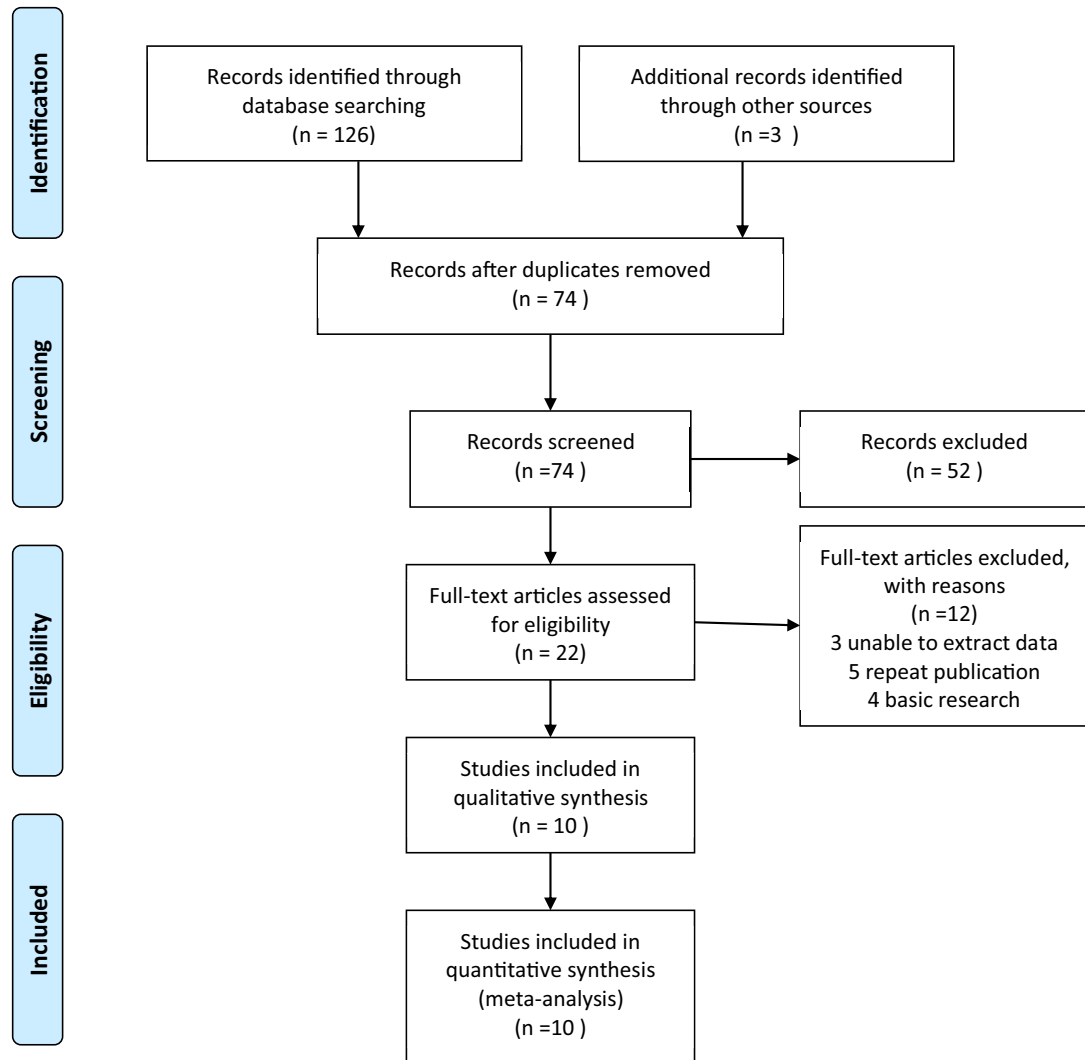 Identification
Records identified through
database searching
(n = 126)
Additional records identified
through other sources
(n =3  )
Records after duplicates removed
(n = 74 )
Screening
Records screened
(n =74 )
Records excluded
(n = 52 )
Eligibility
Full-text articles assessed
for eligibility
(n = 22)
Full-text articles excluded,
with reasons
(n =12)
3 unable to extract data
5 repeat publication
4 basic research
Studies included in
qualitative synthesis
(n = 10 )
Included
Studies included in
quantitative synthesis
(meta-analysis)
(n =10 )